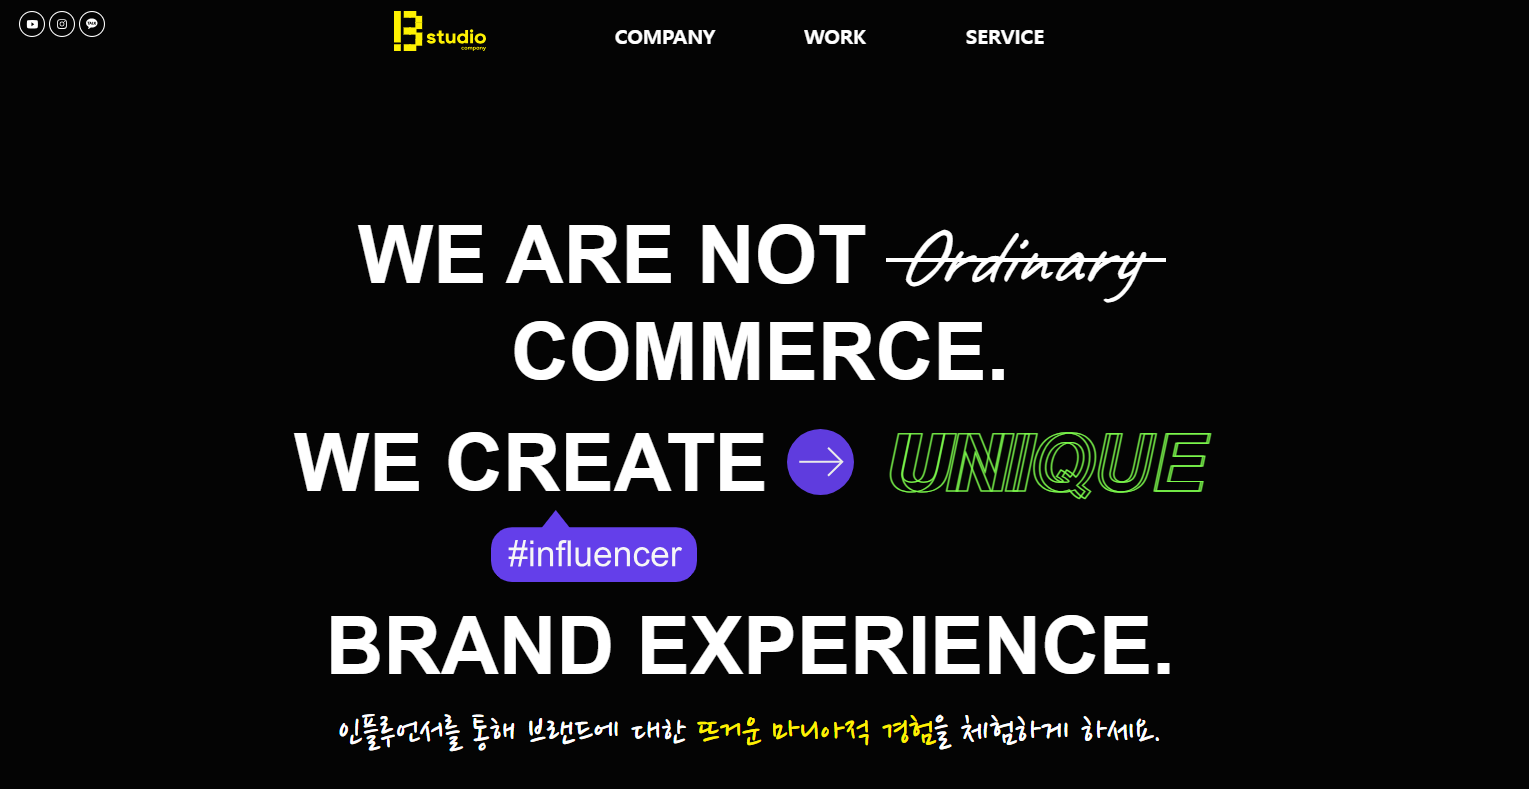 TALK
B studio
company
COMPANY WORK SERVICE
WE ARE NOT Ordinary
COMMERCE.
WE CREATE UNIQUE
#influencer
BRAND EXPERIENCE.
인플루언서를 통해 브랜드에 대한 뜨거운 마니아적 경험을 체험하게 하세요.